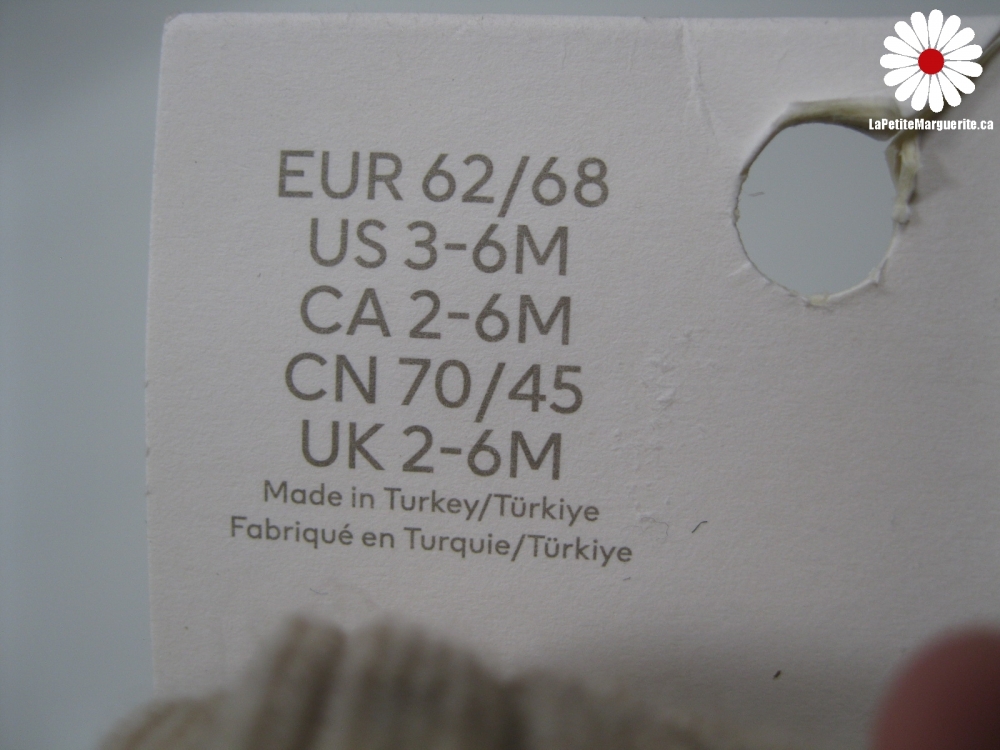 LaPetiteMarguerite.ca
EUR 62/68
US 3-6M
CA 2-6M
CN 70/45
UK 2-6M
Made in Turkey/Türkiye
Fabriqué en Turquie/Türkiye